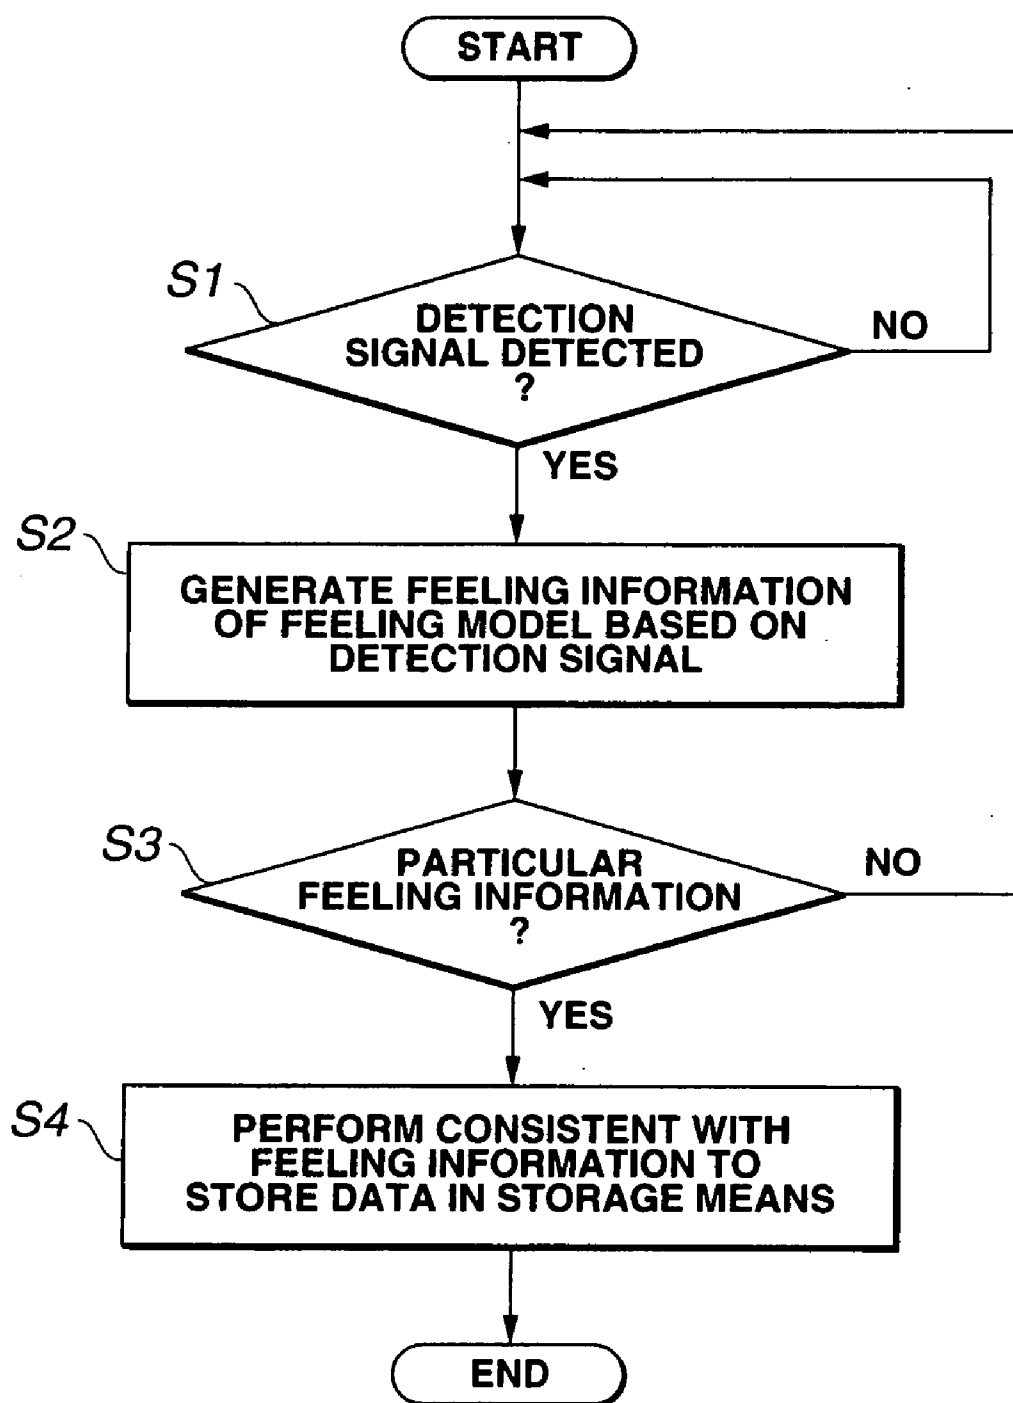 START
S1
DETECTION
SIGNAL DETECTED
?
NO
YES
S2
GENERATE FEELING INFORMATION
OF FEELING MODEL BASED ON
DETECTION SIGNAL
S3
PARTICULAR
FEELING INFORMATION
?
NO
YES
S4
PERFORM CONSISTENT WITH
FEELING INFORMATION TO
STORE DATA IN STORAGE MEANS
END